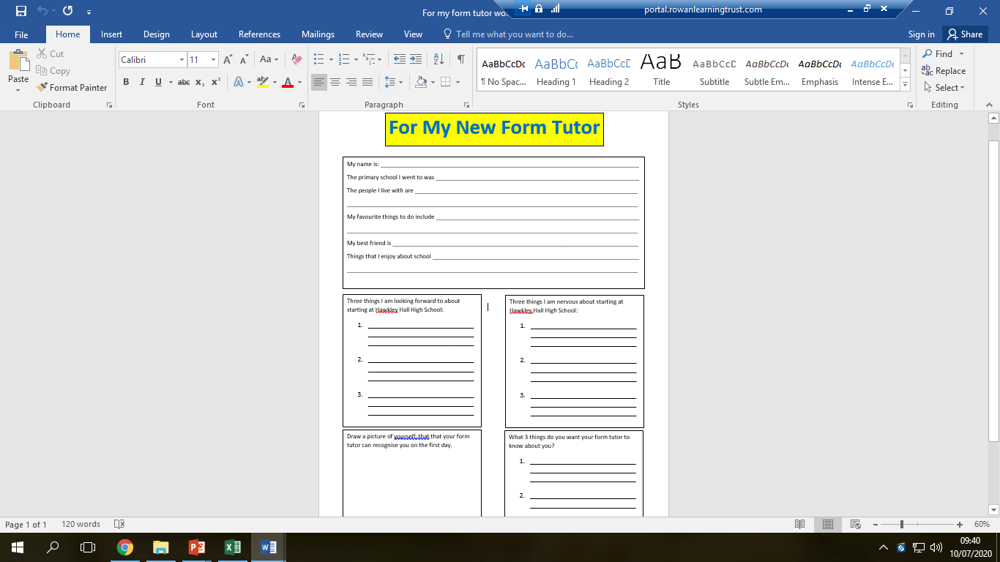 For my form tutor wo
portal.rowanlearningtrust.com
File Home Insert Design Layout References Mailings Review View Tell me what you want to do... Sign in Share
Paste
Cut
Copy
Format Painter
Clipboard
Calibri 11
Font
Paragraph
AaBbCcDc AaBbCc AaBbCcD AaB AaBbCcD AaBbCcDc AaBbCcDc AaBbCcDc
¶ No Spac... Heading 1 Heading 2 Title Subtitle Subtle Em... Emphasis Intense E...
Styles
Find
Replace
Select
Editing
For My New Form Tutor
My name is:
The primary school I went to was
The people I live with are
My favourite things to do include
My best friend is
Things that I enjoy about school
Three things I am looking forward to about
starting at Hawkley Hall High School:
1.
2.
3.
Three things I am nervous about starting at
Hawkley Hall High School:
1.
2.
3.
Draw a picture of yourself, that that your form
tutor can recognise you on the first day.
What 3 things do you want your form tutor to
know about you?
1.
2.
Page 1 of 1 120 words
60%
09:40
10/07/2020